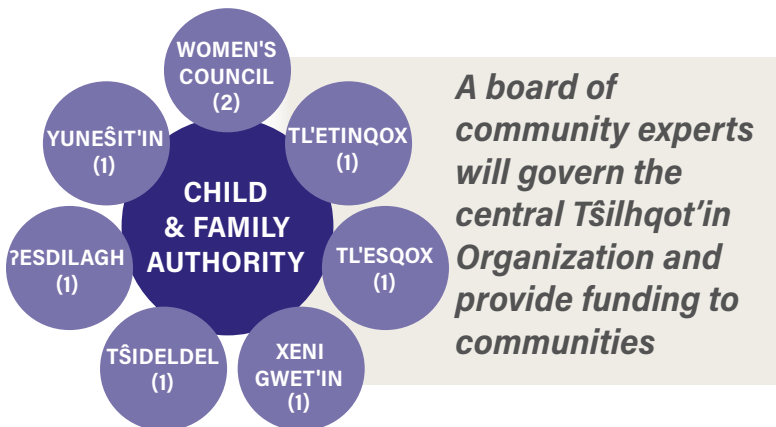 WOMEN'S
COUNCIL
(2)
TL'ETINQOX
(1)
TL'ESQOX
(1)
XENI
GWET'IN
(1)
TŜIDELDEL
(1)
ʔESDILAGH
(1)
YUNEŜIT'IN
(1)
CHILD
& FAMILY
AUTHORITY
A board of
community experts
will govern the
central Tŝilhqot'in
Organization and
provide funding to
communities